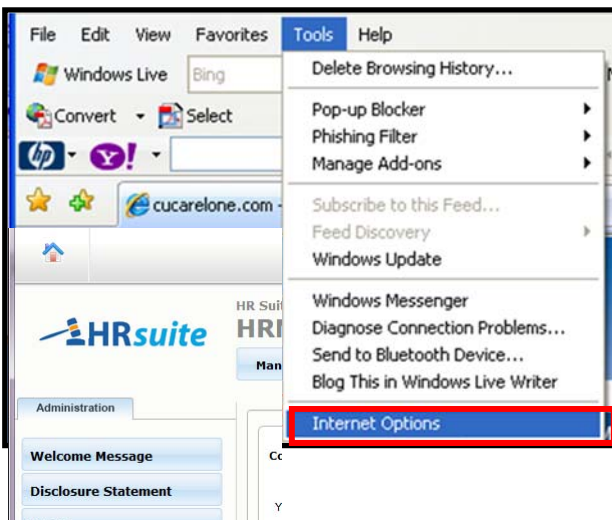 File Edit View Favorites Tools Help
Windows Live Bing
Delete Browsing History...
Convert Select
Pop-up Blocker
Phishing Filter
Manage Add-ons
hp Y!
cucarelone.com -
Subscribe to this Feed...
Feed Discovery
Windows Update
Windows Messenger
Diagnose Connection Problems...
Send to Bluetooth Device...
Blog This in Windows Live Writer
Internet Options
HR Suit
HRsuite
Man
Administration
Welcome Message
Disclosure Statement
Y